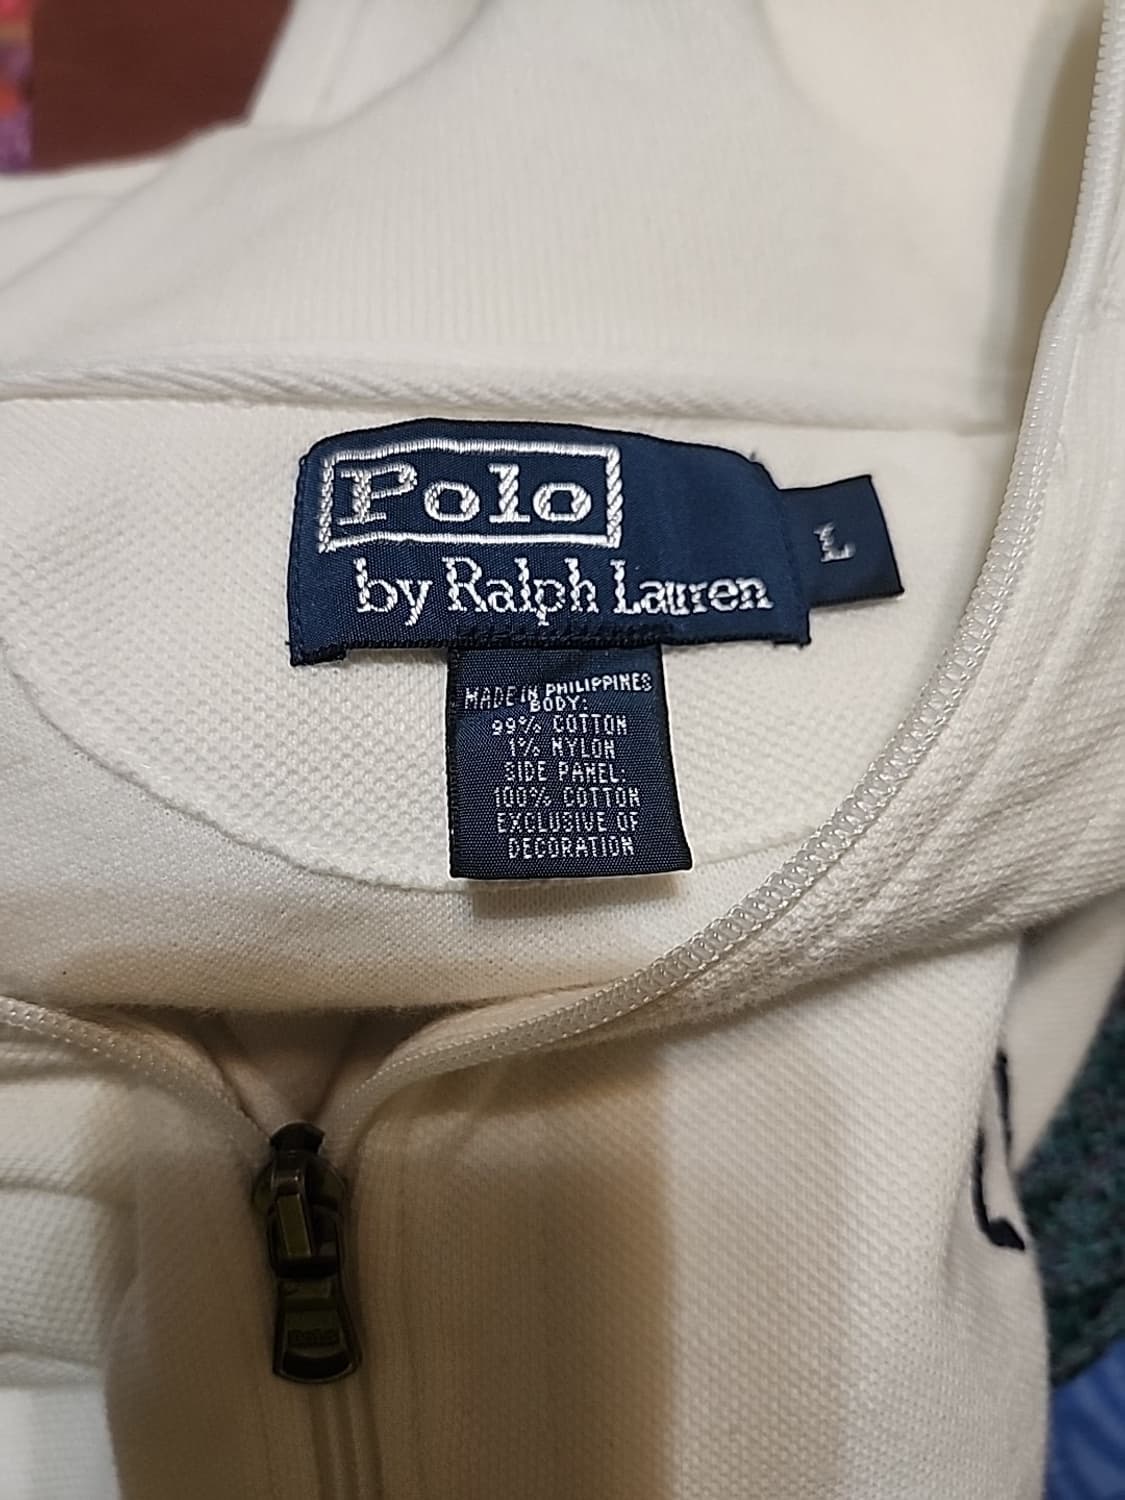 Polo
by Ralph Lauren
L
MADE IN PHILIPPINES
BODY:
99% COTTON
1% NYLON
SIDE PANEL:
100% COTTON
EXCLUSIVE OF
DECORATION
Polo